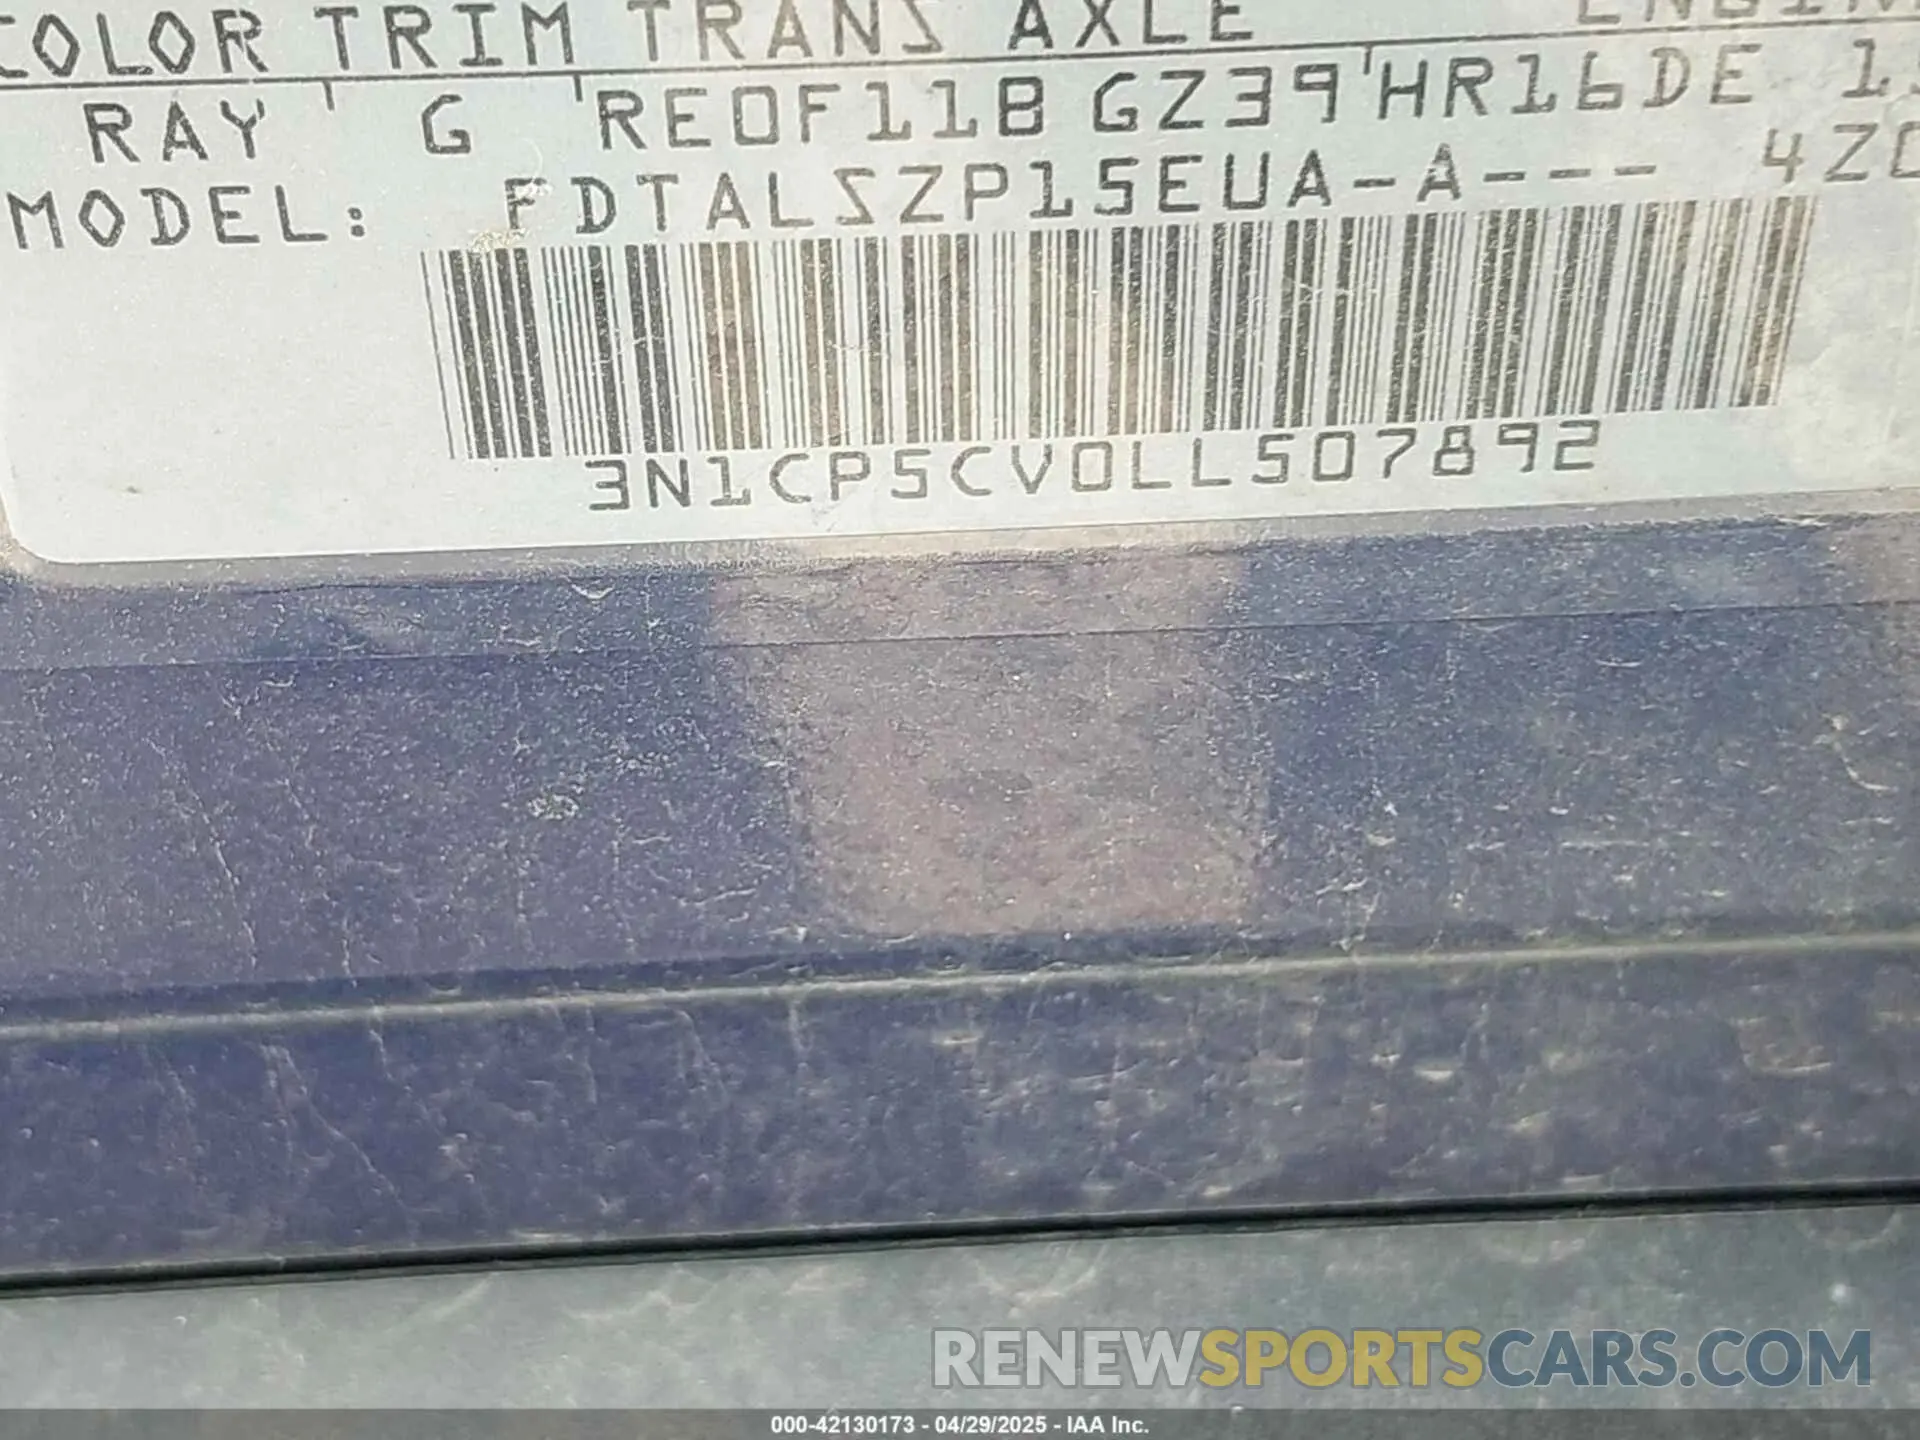 COLOR TRIM TRANS AXLE ENGINE
RAY G RE0F11B GZ39 HR16DE
MODEL: FDTALSZP15EUA-A---
3N1CP5CV0LL507892
RENEWSPORTSCARS.COM
000-42130173 - 04/29/2025 - IAA Inc.